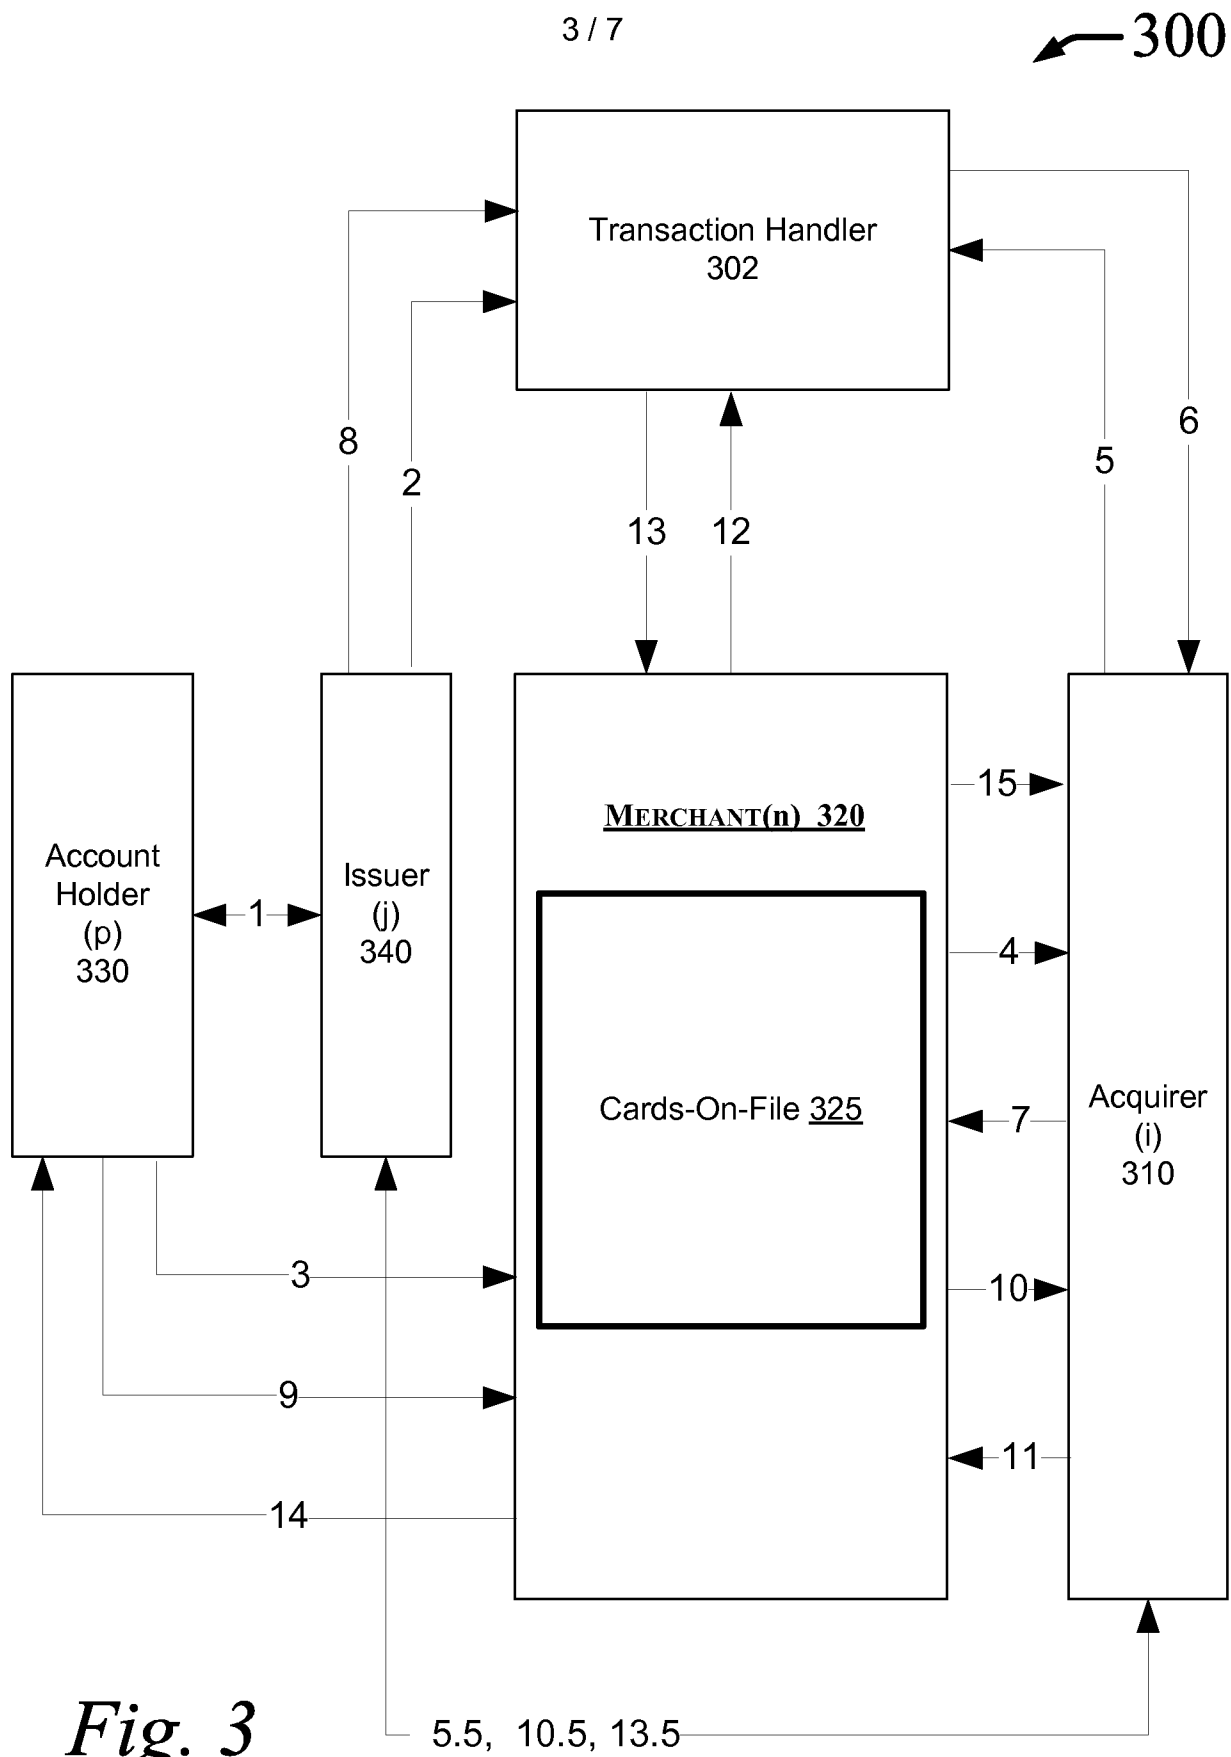 3 / 7
300
Transaction Handler
302
8
2
13
12
5
6
Account
Holder
(p)
330
1
Issuer
(j)
340
MERCHANT(n) 320
Cards-On-File 325
15
4
7
10
11
Acquirer
(i)
310
3
9
14
5.5, 10.5, 13.5
Fig. 3